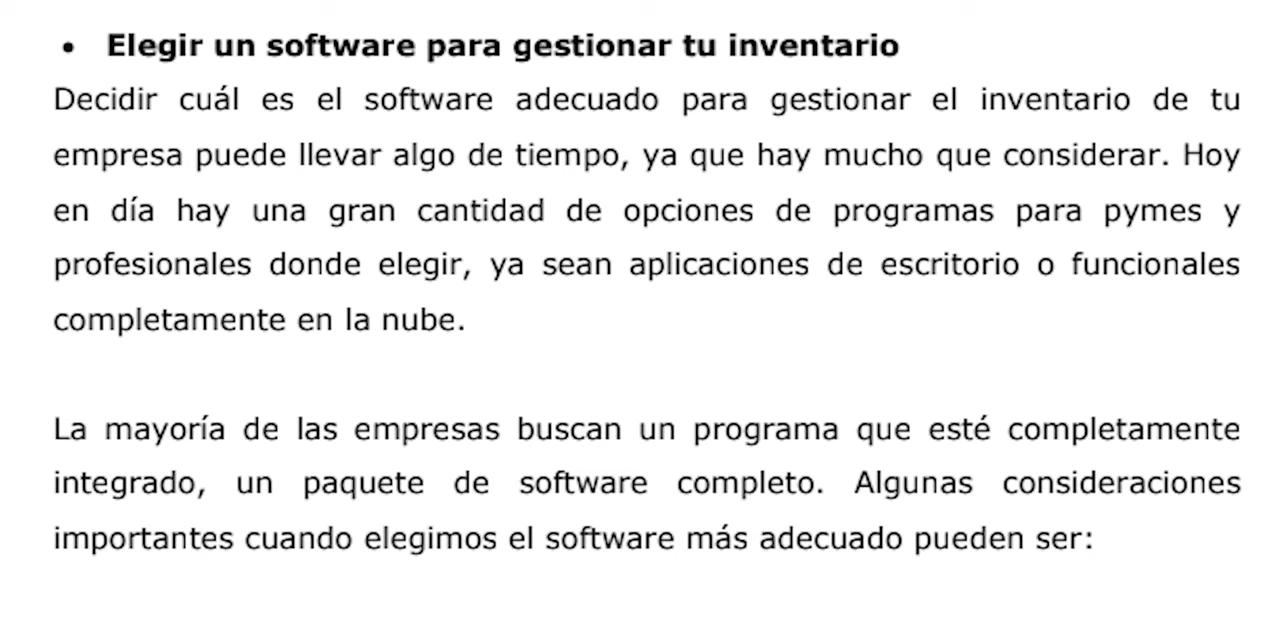 • Elegir un software para gestionar tu inventario
Decidir cuál es el software adecuado para gestionar el inventario de tu
empresa puede llevar algo de tiempo, ya que hay mucho que considerar. Hoy
en día hay una gran cantidad de opciones de programas para pymes y
profesionales donde elegir, ya sean aplicaciones de escritorio o funcionales
completamente en la nube.
La mayoría de las empresas buscan un programa que esté completamente
integrado, un paquete de software completo. Algunas consideraciones
importantes cuando elegimos el software más adecuado pueden ser: